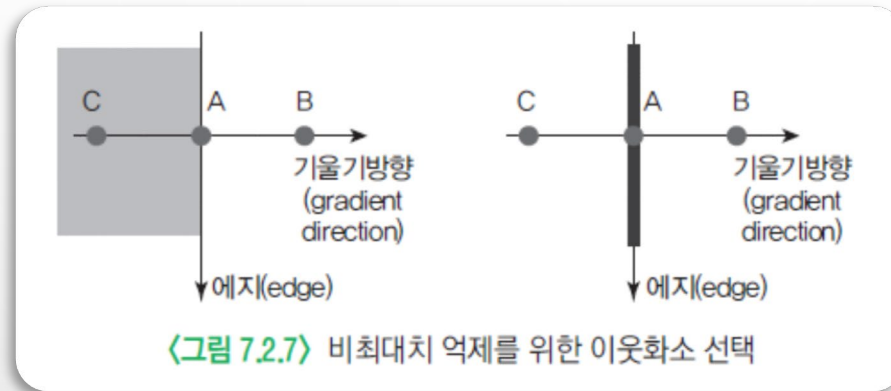 C A B
기울기방향
(gradient
direction)
에지(edge)
C A B
기울기방향
(gradient
direction)
에지(edge)
〈그림 7.2.7〉 비최대치 억제를 위한 이웃화소 선택